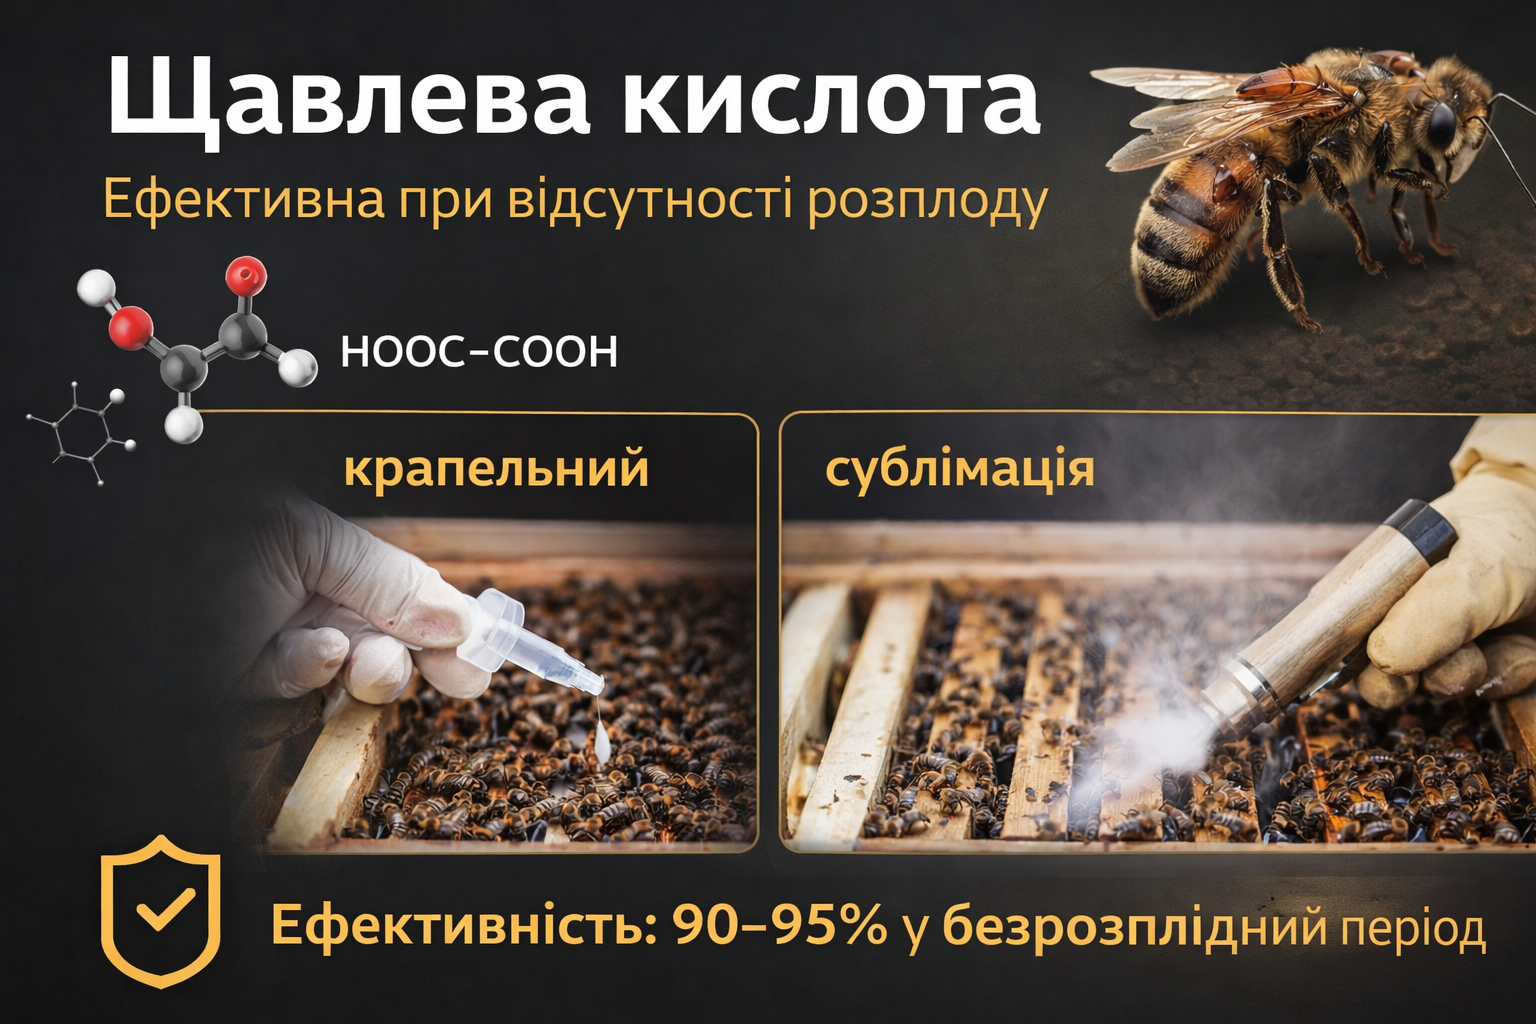 Щавлева кислота
Ефективна при відсутності розплоду
HOOC–COOH
крапельний
сублімація
Ефективність: 90–95% у безрозплідний період